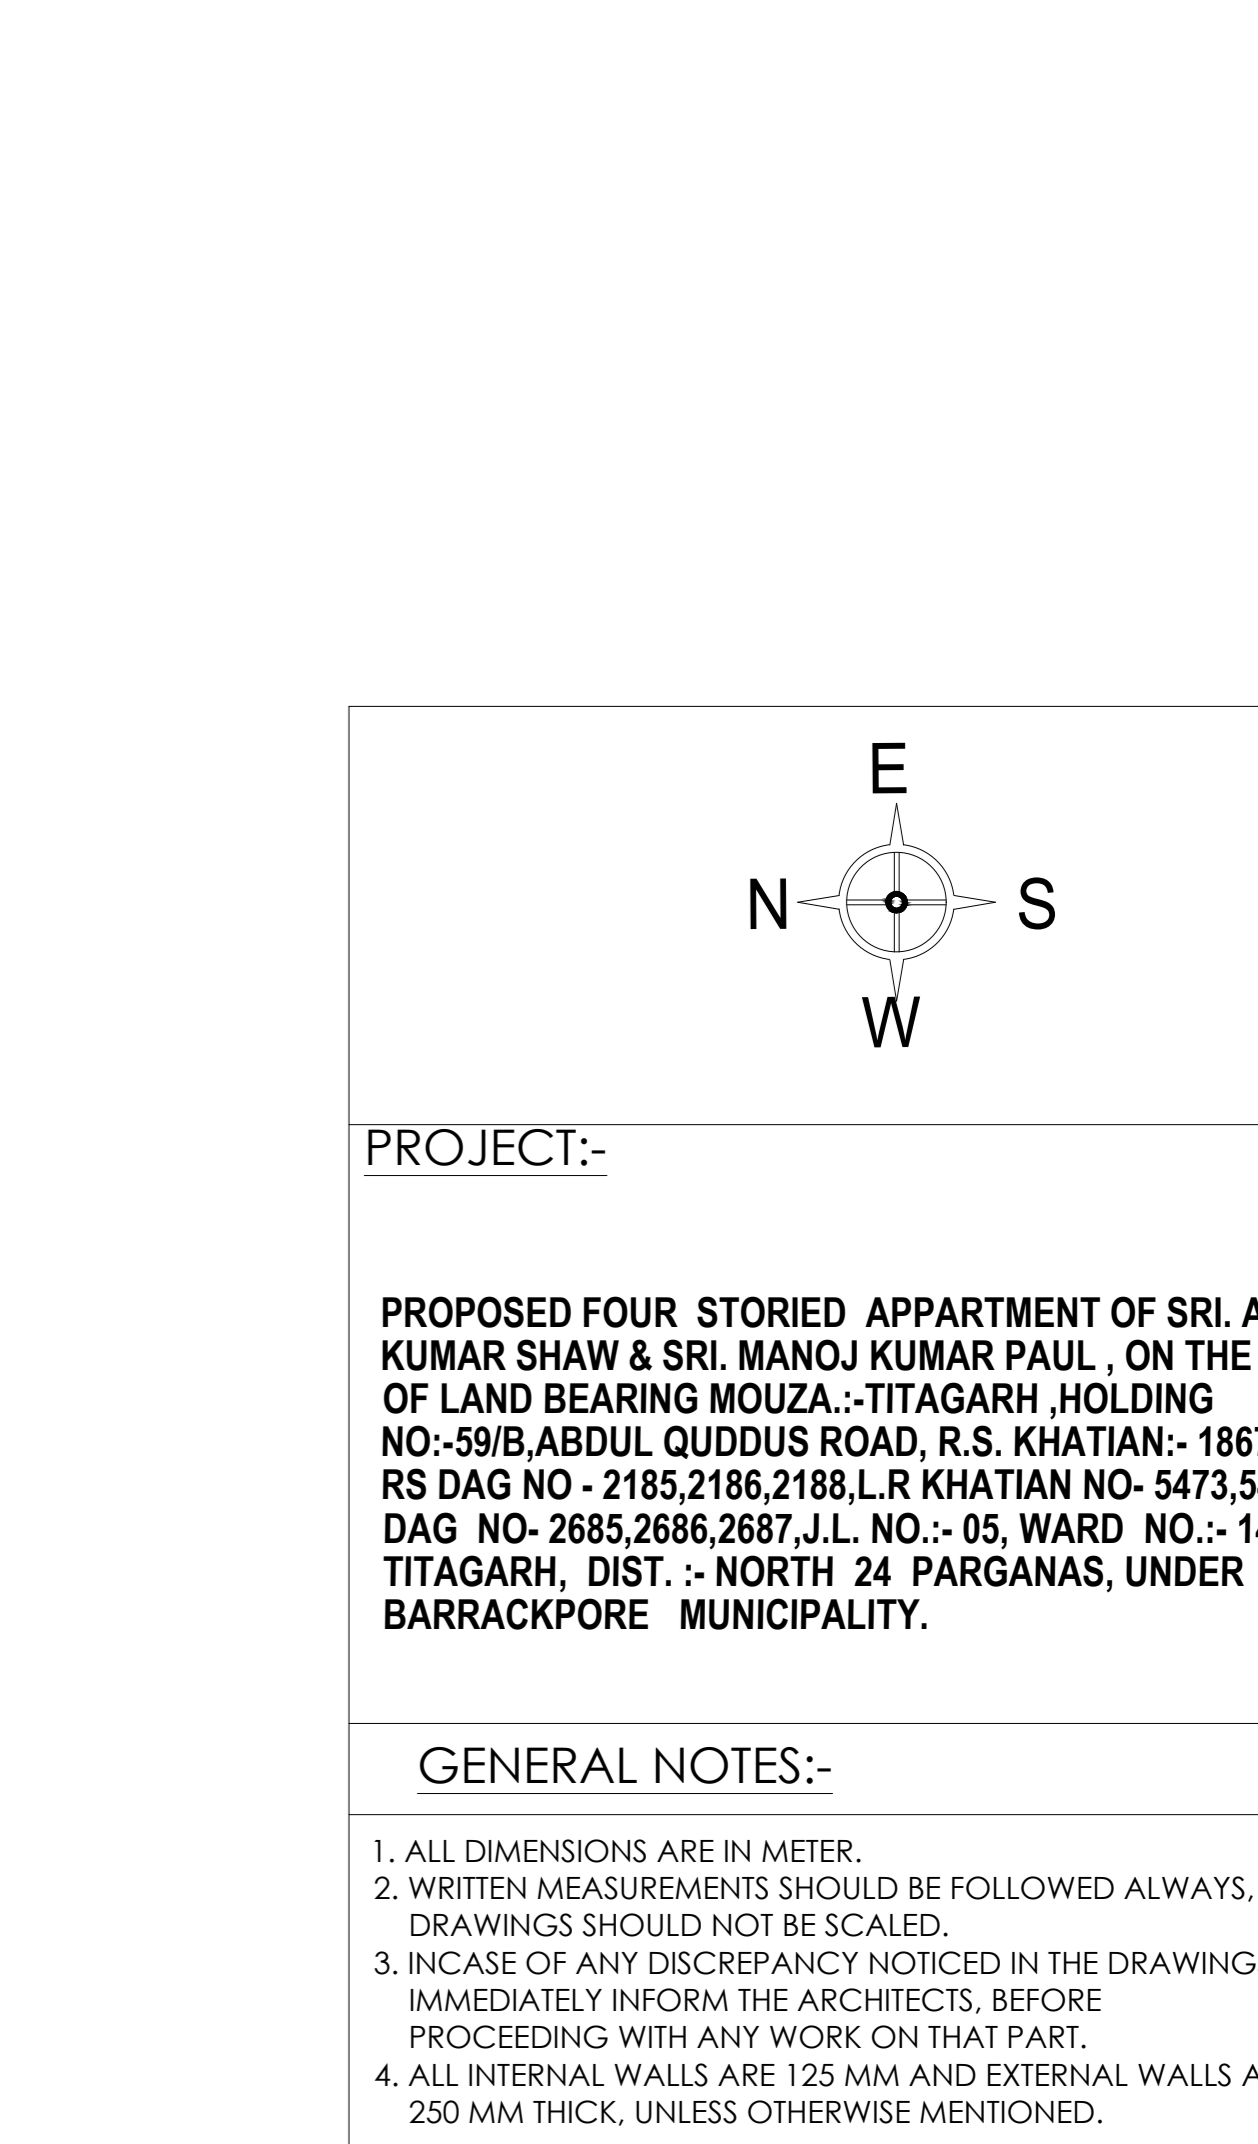 E
N S
W
PROJECT:-
PROPOSED FOUR STORIED APPARTMENT OF SRI.
KUMAR SHAW & SRI. MANOJ KUMAR PAUL , ON THE
OF LAND BEARING MOUZA.:-TITAGARH ,HOLDING
NO:-59/B,ABDUL QUDDUS ROAD, R.S. KHATIAN:- 1867
RS DAG NO - 2185,2186,2188,L.R KHATIAN NO- 5473,
DAG NO- 2685,2686,2687,J.L. NO.:- 05, WARD NO.:-
TITAGARH, DIST. :- NORTH 24 PARGANAS, UNDER
BARRACKPORE MUNICIPALITY.
GENERAL NOTES:-
1. ALL DIMENSIONS ARE IN METER.
2. WRITTEN MEASUREMENTS SHOULD BE FOLLOWED ALWAYS,
DRAWINGS SHOULD NOT BE SCALED.
3. INCASE OF ANY DISCREPANCY NOTICED IN THE DRAWING
IMMEDIATELY INFORM THE ARCHITECTS, BEFORE
PROCEEDING WITH ANY WORK ON THAT PART.
4. ALL INTERNAL WALLS ARE 125 MM AND EXTERNAL WALLS
250 MM THICK, UNLESS OTHERWISE MENTIONED.